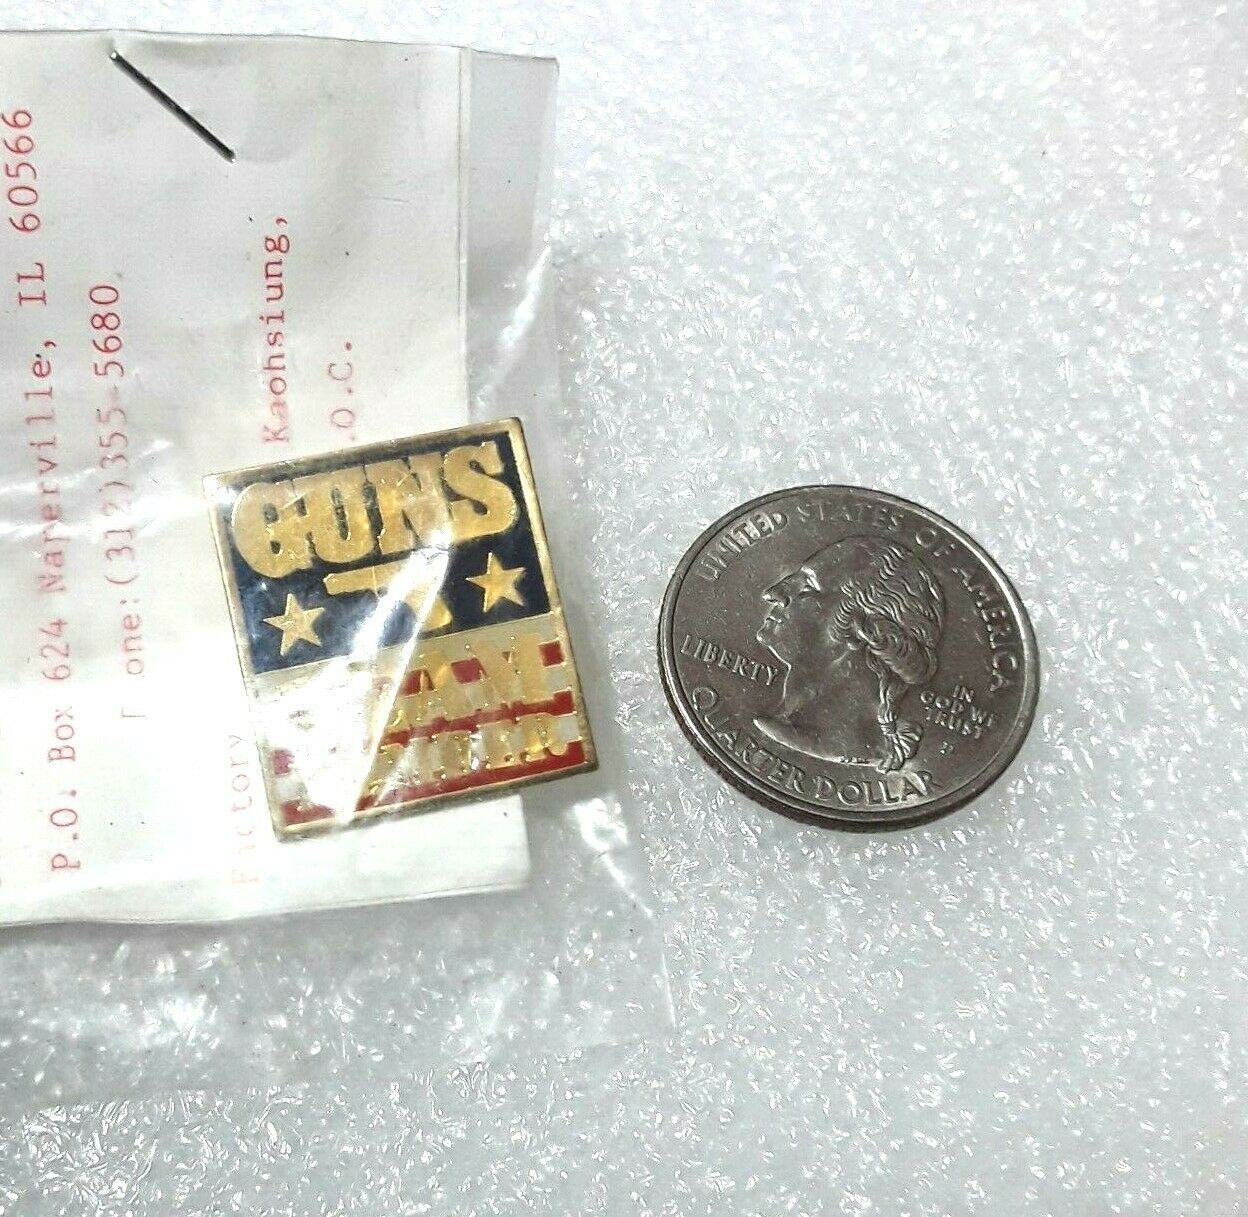 P.O. Box 624 Naperville, IL 60566
one:(312)355-5680
Factory
Kaohsiung,
.O.C.
GUNS
UNITED STATES OF AMERICA
LIBERTY
IN
GOD WE
TRUST
P
QUARTER DOLLAR